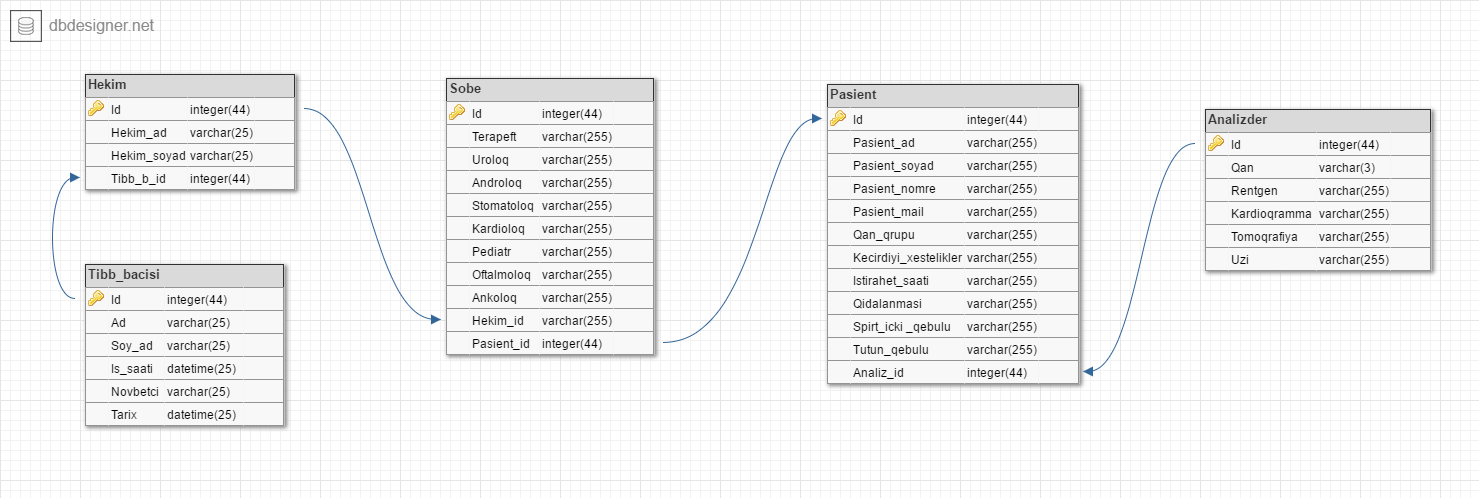 dbdesigner.net
Hekim
Id integer(44)
Hekim_ad varchar(25)
Hekim_soyad varchar(25)
Tibb_b_id integer(44)
Tibb_bacisi
Id integer(44)
Ad varchar(25)
Soy_ad varchar(25)
Is_saati datetime(25)
Novbetci varchar(25)
Tarix datetime(25)
Sobe
Id integer(44)
Terapeft varchar(255)
Uroloq varchar(255)
Androloq varchar(255)
Stomatoloq varchar(255)
Kardioloq varchar(255)
Pediatr varchar(255)
Oftalmoloq varchar(255)
Ankoloq varchar(255)
Hekim_id varchar(255)
Pasient_id integer(44)
Pasient
Id integer(44)
Pasient_ad varchar(255)
Pasient_soyad varchar(255)
Pasient_nomre varchar(255)
Pasient_mail varchar(255)
Qan_qrupu varchar(255)
Kecirdiyi_xestelikler varchar(255)
Istirahet_saati varchar(255)
Qidalanmasi varchar(255)
Spirt_icki _qebulu varchar(255)
Tutun_qebulu varchar(255)
Analiz_id integer(44)
Analizder
Id integer(44)
Qan varchar(3)
Rentgen varchar(255)
Kardioqramma varchar(255)
Tomoqrafiya varchar(255)
Uzi varchar(255)